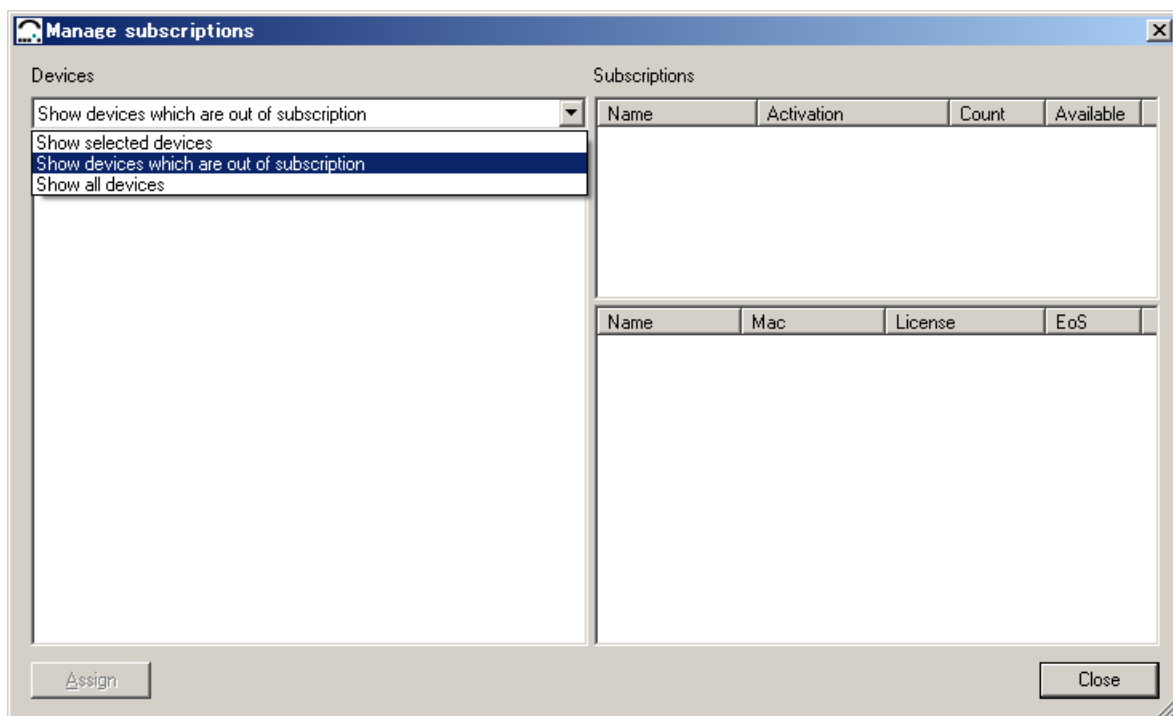 Manage subscriptions
Devices
Show devices which are out of subscription
Show selected devices
Show devices which are out of subscription
Show all devices
Subscriptions
Name Activation Count Available
Name Mac License EoS
Assign
Close